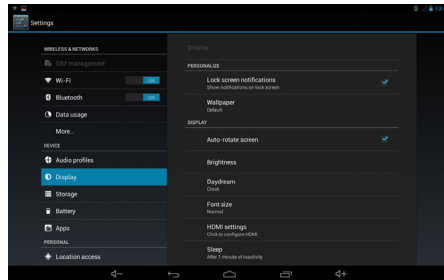 Settings
WIRELESS & NETWORKS
SIM management
Wi-Fi
ON
Bluetooth
ON
Data usage
More...
DEVICE
Audio profiles
Display
Storage
Battery
Apps
PERSONAL
Location access
Display
PERSONALIZE
Lock screen notifications
Show notifications on lock screen
Wallpaper
Default
DISPLAY
Auto-rotate screen
Brightness
Daydream
Clock
Font size
Normal
HDMI settings
Click to configure HDMI
Sleep
After 1 minute of inactivity